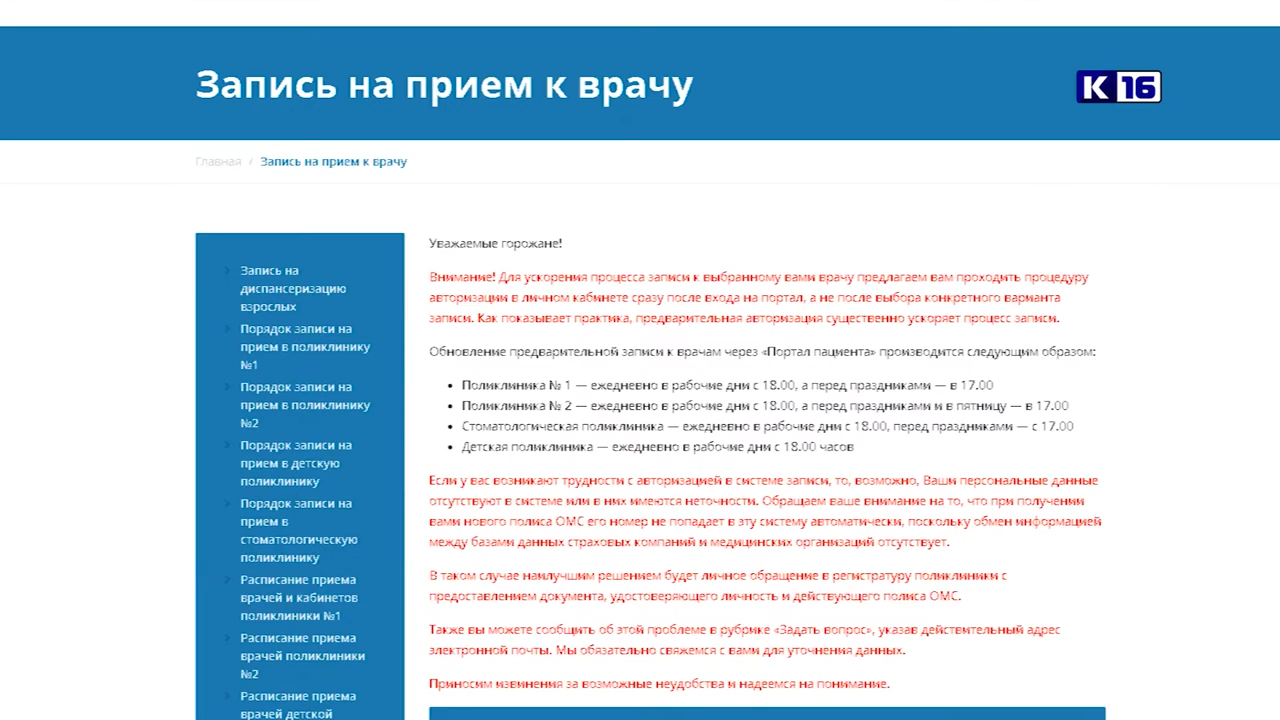 Запись на прием к врачу
К 16
Главная / Запись на прием к врачу
Запись на
диспансеризацию
взрослых
Порядок записи на
прием в поликлинику
№1
Порядок записи на
прием в поликлинику
№2
Порядок записи на
прием в детскую
поликлинику
Порядок записи на
прием в
стоматологическую
поликлинику
Расписание приема
врачей и кабинетов
поликлиники №1
Расписание приема
врачей поликлиники
№2
Расписание приема
врачей детской
Уважаемые горожане!
Внимание! Для ускорения процесса записи к выбранному вами врачу предлагаем вам проходить процедуру
авторизации в личном кабинете сразу после входа на портал, а не после выбора конкретного варианта
записи. Как показывает практика, предварительная авторизация существенно ускоряет процесс записи.
Обновление предварительной записи к врачам через «Портал пациента» производится следующим образом:
• Поликлиника № 1 — ежедневно в рабочие дни с 18.00, а перед праздниками — в 17.00
• Поликлиника № 2 — ежедневно в рабочие дни с 18.00, а перед праздниками и в пятницу — в 17.00
• Стоматологическая поликлиника — ежедневно в рабочие дни с 18.00, перед праздниками — с 17.00
• Детская поликлиника — ежедневно в рабочие дни с 18.00 часов
Если у вас возникают трудности с авторизацией в системе записи, то, возможно, Ваши персональные данные
отсутствуют в системе или в них имеются неточности. Обращаем ваше внимание на то, что при получении
вами нового полиса ОМС его номер не попадает в эту систему автоматически, поскольку обмен информацией
между базами данных страховых компаний и медицинских организаций отсутствует.
В таком случае наилучшим решением будет личное обращение в регистратуру поликлиники с
предоставлением документа, удостоверяющего личность и действующего полиса ОМС.
Также вы можете сообщить об этой проблеме в рубрике «Задать вопрос», указав действительный адрес
электронной почты. Мы обязательно свяжемся с вами для уточнения данных.
Приносим извинения за возможные неудобства и надеемся на понимание.